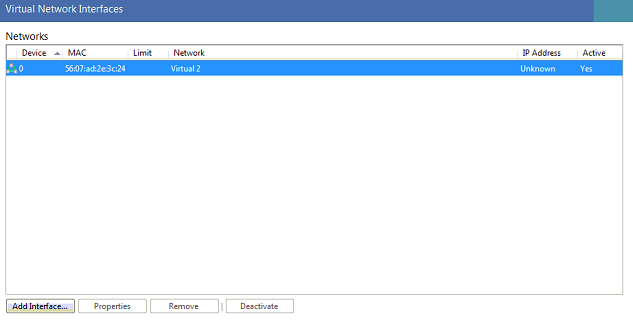 Virtual Network Interfaces
Networks
Device MAC Limit Network IP Address Active
0 56:07:ad:2e:3c:24 Virtual 2 Unknown Yes
Add Interface... Properties Remove | Deactivate